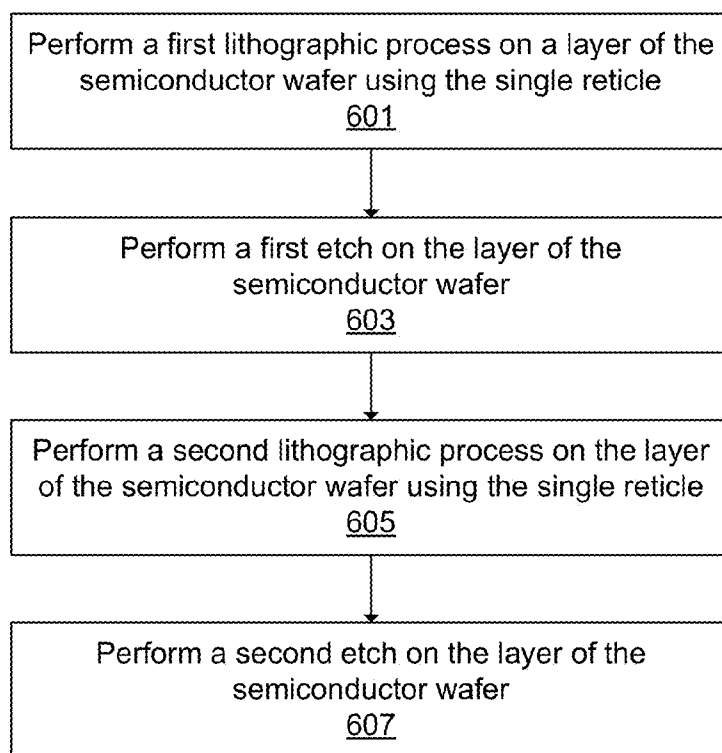 Perform a first lithographic process on a layer of the
semiconductor wafer using the single reticle
601
Perform a first etch on the layer of the
semiconductor wafer
603
Perform a second lithographic process on the layer
of the semiconductor wafer using the single reticle
605
Perform a second etch on the layer of the
semiconductor wafer
607